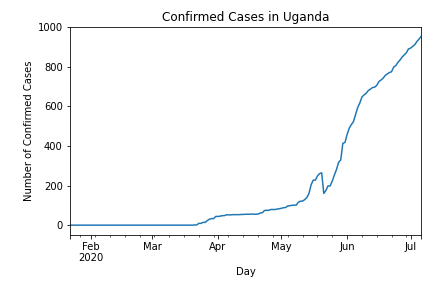 Confirmed Cases in Uganda
1000
800
600
400
200
0
Number of Confirmed Cases
Feb Mar Apr May Jun Jul
2020
Day